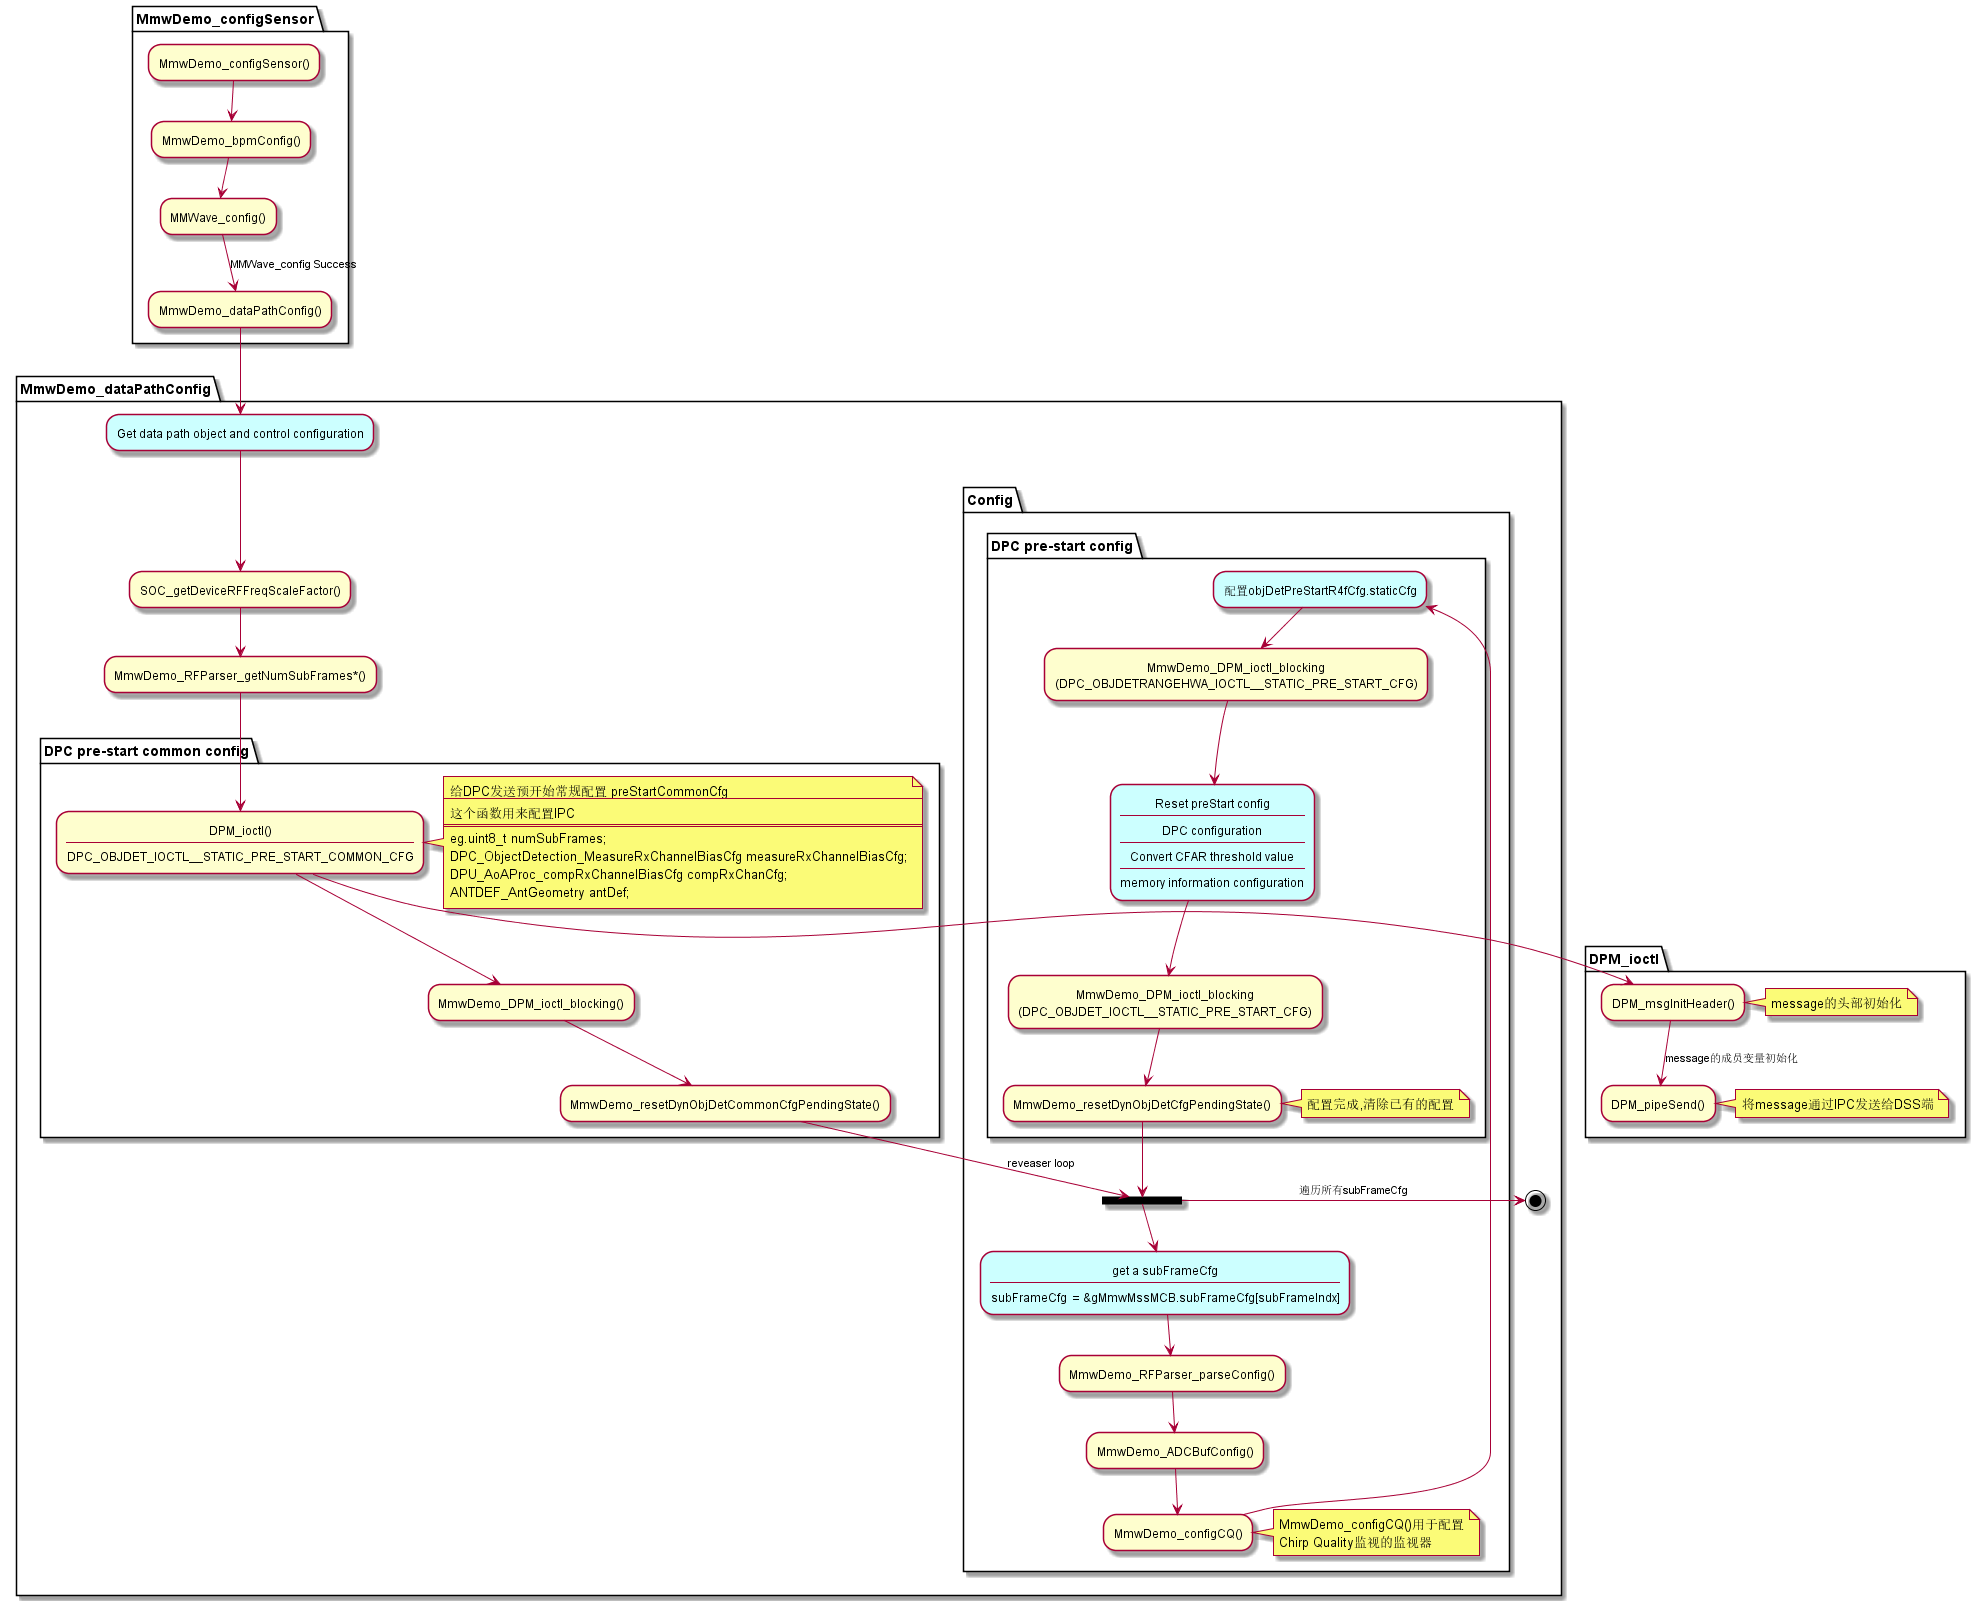 MmwDemo_configSensor
MmwDemo_configSensor()
MmwDemo_bpmConfig()
MMWave_config()
MMWave_config Success
MmwDemo_dataPathConfig()
MmwDemo_dataPathConfig
Get data path object and control configuration
SOC_getDeviceRFFreqScaleFactor()
MmwDemo_RFParser_getNumSubFrames*()
DPC pre-start common config
DPM_ioctl()
DPC_OBJDET_IOCTL__STATIC_PRE_START_COMMON_CFG
给DPC发送预开始常规配置 preStartCommonCfg
这个函数用来配置IPC
eg.uint8_t numSubFrames;
DPC_ObjectDetection_MeasureRxChannelBiasCfg measureRxChannelBiasCfg;
DPU_AoAProc_compRxChannelBiasCfg compRxChanCfg;
ANTDEF_AntGeometry antDef;
MmwDemo_DPM_ioctl_blocking()
MmwDemo_resetDynObjDetCommonCfgPendingState()
reveaser loop
Config
DPC pre-start config
配置objDetPreStartR4fCfg.staticCfg
MmwDemo_DPM_ioctl_blocking
(DPC_OBJDETRANGEHWA_IOCTL__STATIC_PRE_START_CFG)
Reset preStart config
DPC configuration
Convert CFAR threshold value
memory information configuration
MmwDemo_DPM_ioctl_blocking
(DPC_OBJDET_IOCTL__STATIC_PRE_START_CFG)
MmwDemo_resetDynObjDetCfgPendingState()
配置完成,清除已有的配置
遍历所有subFrameCfg
get a subFrameCfg
subFrameCfg = &gMmwMssMCB.subFrameCfg[subFrameIndx]
MmwDemo_RFParser_parseConfig()
MmwDemo_ADCBufConfig()
MmwDemo_configCQ()
MmwDemo_configCQ()用于配置
Chirp Quality监视的监视器
DPM_ioctl
DPM_msgInitHeader()
message的头部初始化
message的成员变量初始化
DPM_pipeSend()
将message通过IPC发送给DSS端